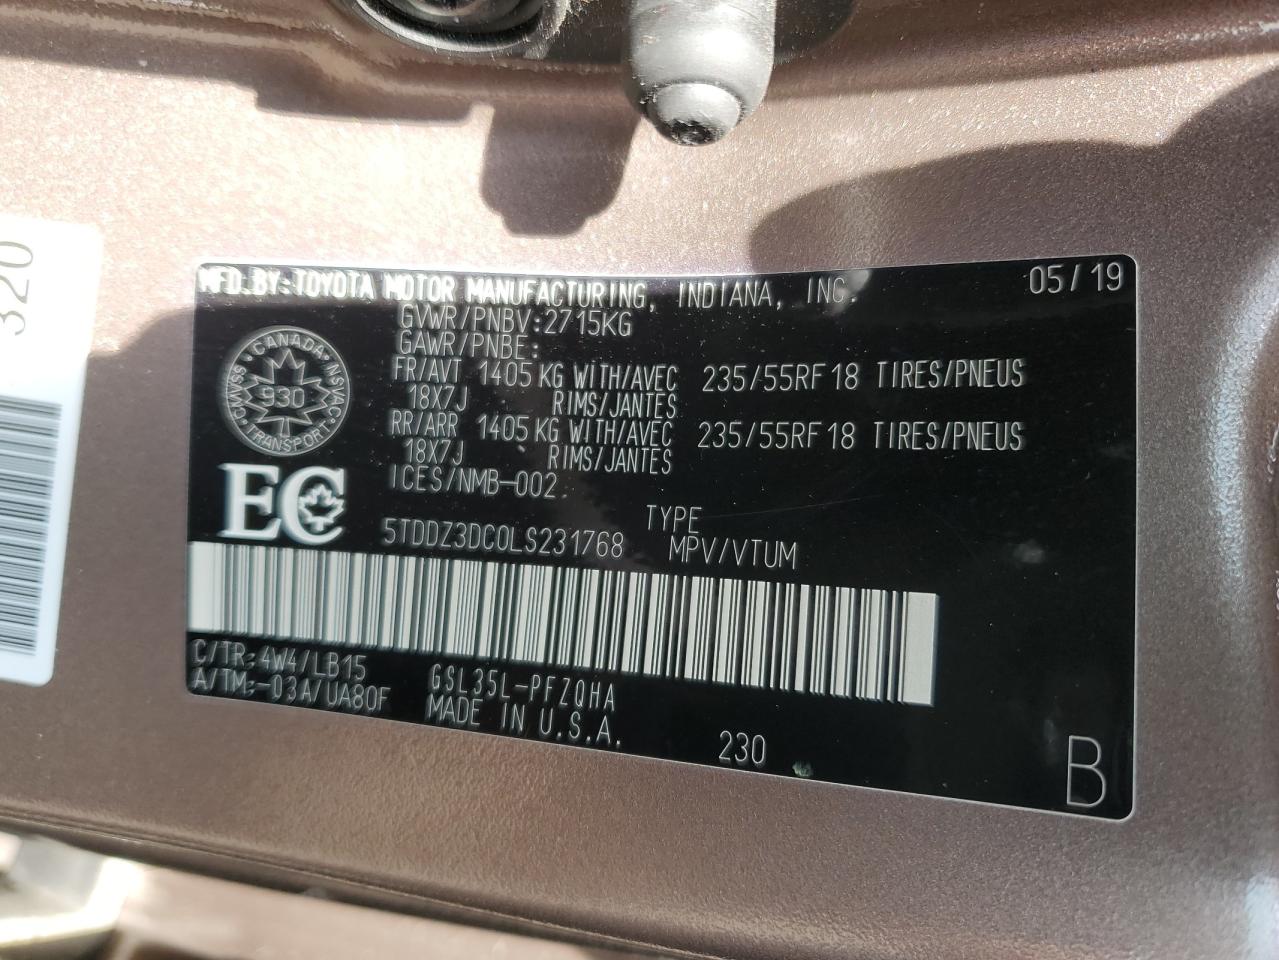 MFD.BY:TOYOTA MOTOR MANUFACTURING, INDIANA, INC. 05/19
GVWR/PNBV:2715KG
GAWR/PNBE:
FR/AVT 1405 KG WITH/AVEC 235/55RF18 TIRES/PNEUS
18X7J RIMS/JANTES
RR/ARR 1405 KG WITH/AVEC 235/55RF18 TIRES/PNEUS
18X7J RIMS/JANTES
ICES/NMB-002.
CANADA
930
TRANSPORT
EC
TYPE
5TDDZ3DC0LS231768 MPV/VTUM
C/TR:4W4/LB15 GSL35L-PFZQHA
A/TM:-03A/UA80F MADE IN U.S.A.
230
B
320